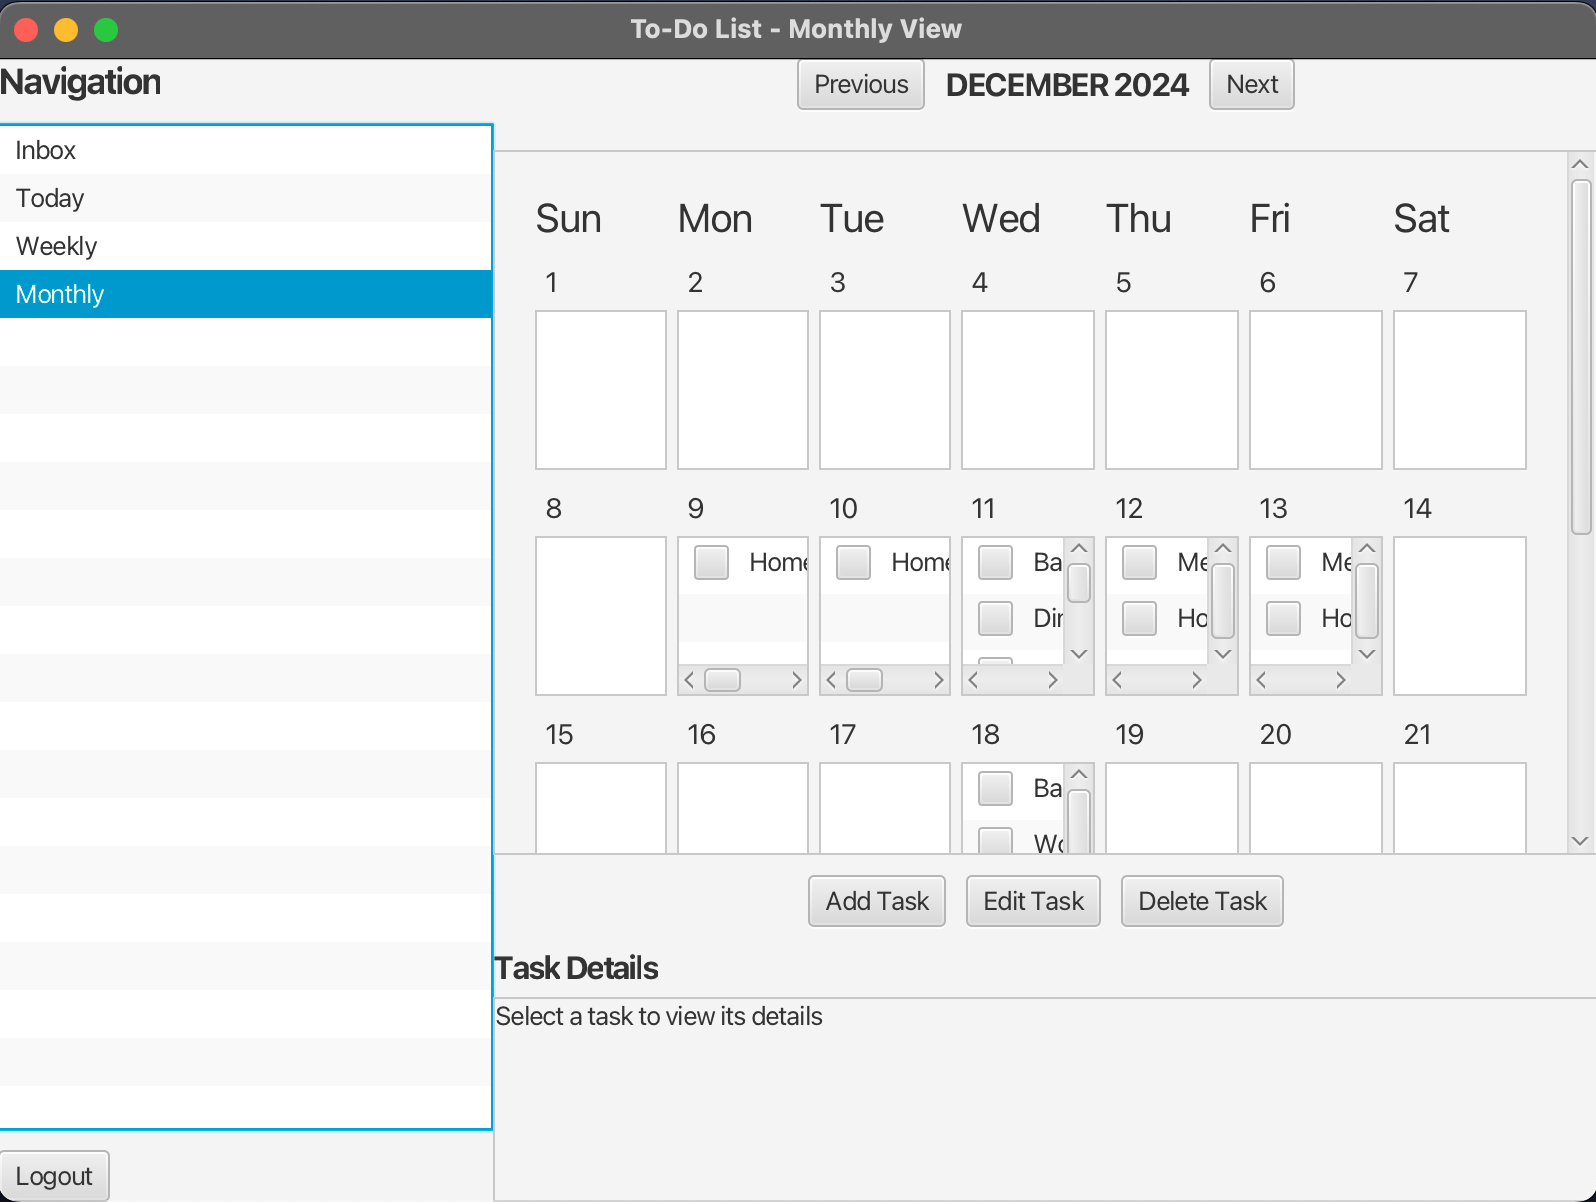 To-Do List - Monthly View
Navigation
Previous DECEMBER 2024 Next
Inbox
Today
Weekly
Monthly
Sun Mon Tue Wed Thu Fri Sat
1 2 3 4 5 6 7
8 9 10 11 12 13 14
Home Home Ba Me Me
Din Ho Ho
15 16 17 18 19 20 21
Ba
Wo
Add Task Edit Task Delete Task
Task Details
Select a task to view its details
Logout